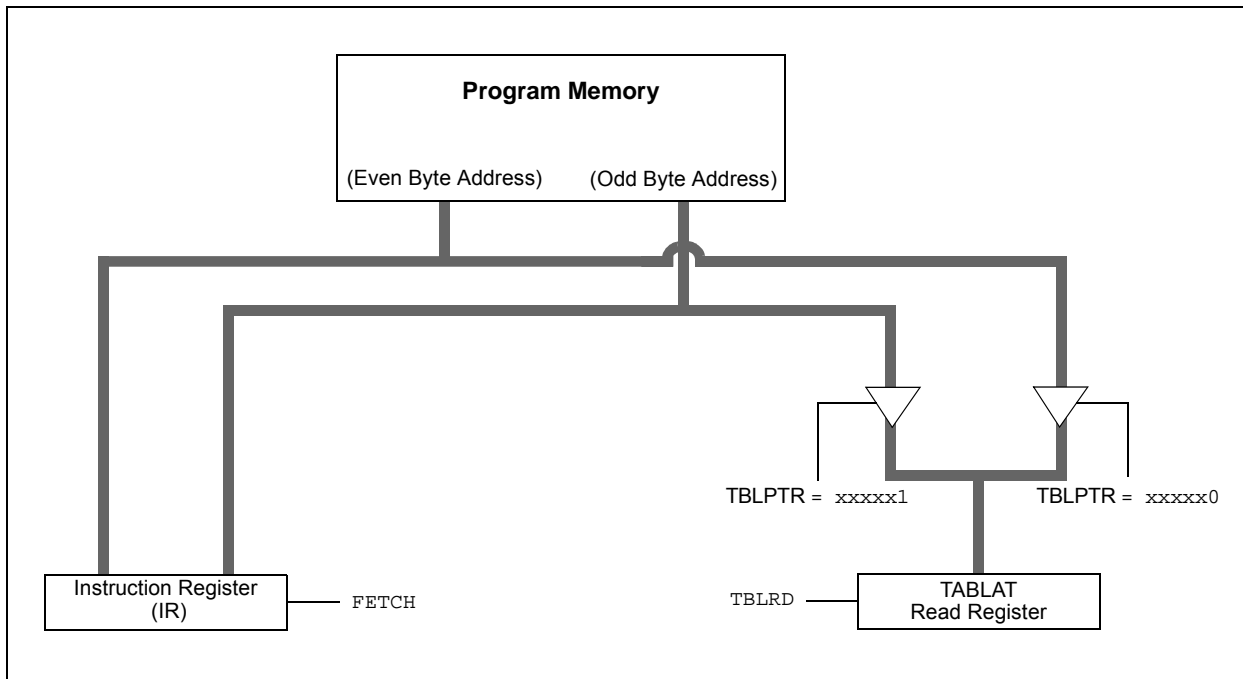 Program Memory
(Even Byte Address)
(Odd Byte Address)
TBLPTR = xxxxx1
TBLPTR = xxxxx0
Instruction Register
(IR)
FETCH
TBLRD
TABLAT
Read Register